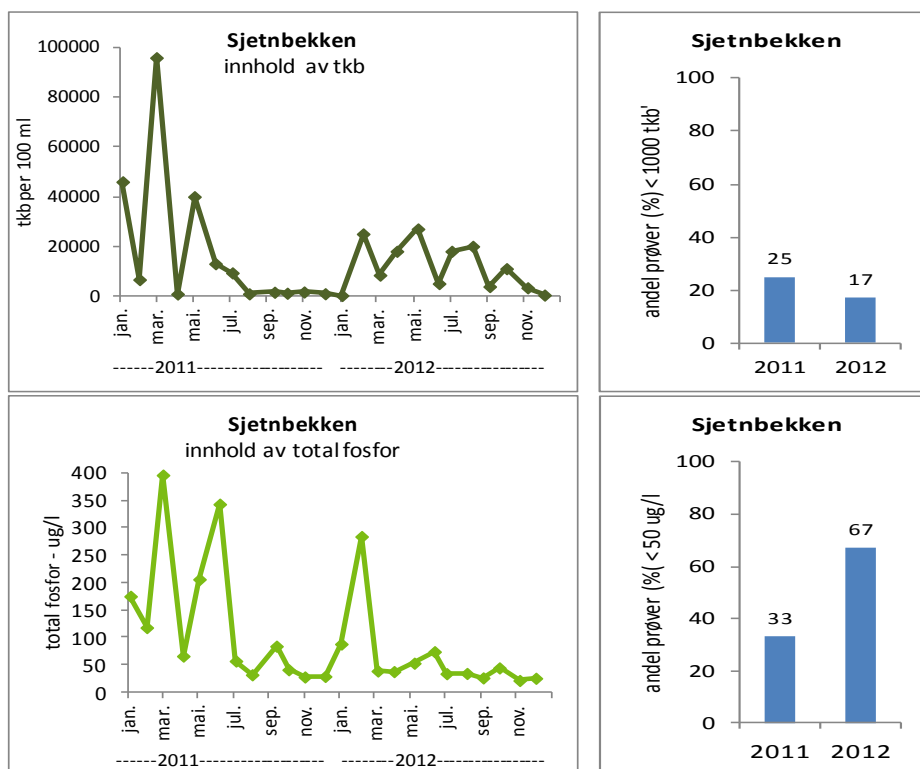 Sjetnbekken
innhold av tkb
tkb per 100 ml
100000
80000
60000
40000
20000
0
jan. mar. mai. jul. sep. nov. jan. mar. mai. jul. sep. nov.
-------2011-------------------- ---------2012------------------
Sjetnbekken
andel prøver (%) < 1000 tkb'
100
80
60
40
20
0
25 17
2011 2012
Sjetnbekken
innhold av total fosfor
total fosfor - ug/l
400
350
300
250
200
150
100
50
0
jan. mar. mai. jul. sep. nov. jan. mar. mai. jul. sep. nov.
-------2011-------------------- ---------2012------------------
Sjetnbekken
andel prøver (%( < 50 ug/l
100
80
60
40
20
0
33 67
2011 2012